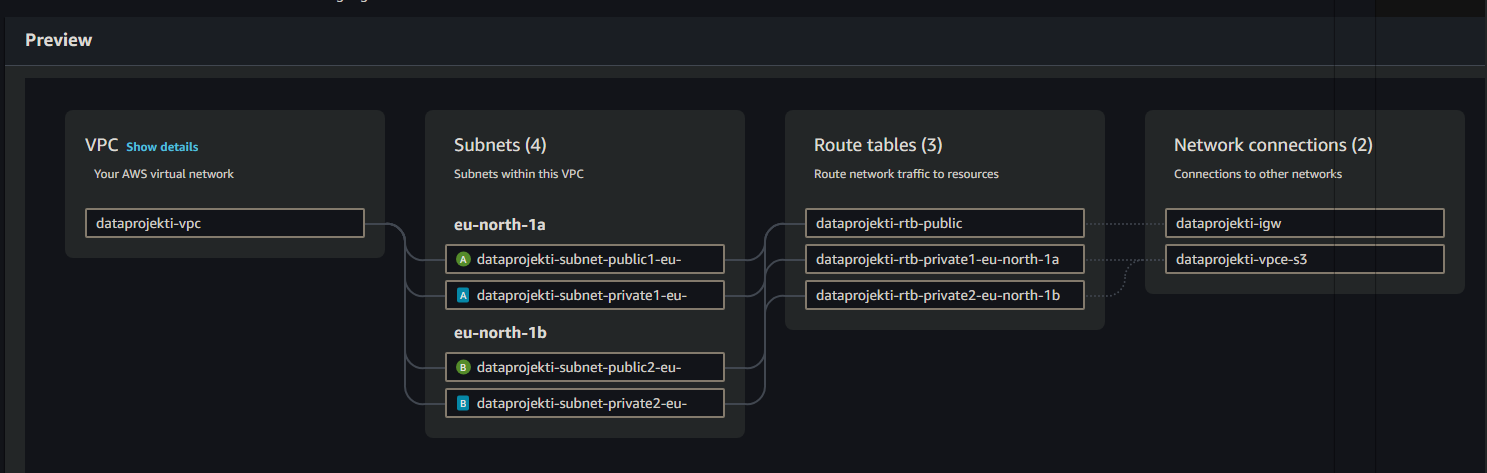 Preview
VPC Show details
Your AWS virtual network
dataprojekti-vpc
Subnets (4)
Subnets within this VPC
eu-north-1a
A dataprojekti-subnet-public1-eu-
A dataprojekti-subnet-private1-eu-
eu-north-1b
B dataprojekti-subnet-public2-eu-
B dataprojekti-subnet-private2-eu-
Route tables (3)
Route network traffic to resources
dataprojekti-rtb-public
dataprojekti-rtb-private1-eu-north-1a
dataprojekti-rtb-private2-eu-north-1b
Network connections (2)
Connections to other networks
dataprojekti-igw
dataprojekti-vpce-s3